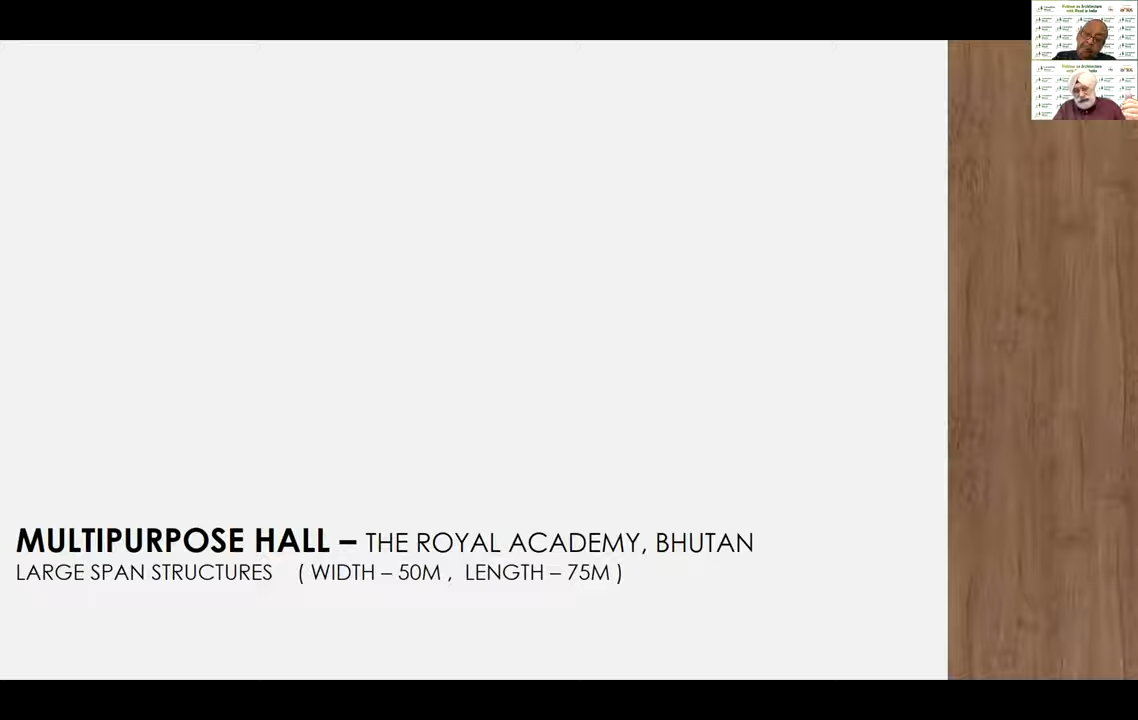 MULTIPURPOSE HALL – THE ROYAL ACADEMY, BHUTAN
LARGE SPAN STRUCTURES ( WIDTH – 50M , LENGTH – 75M )